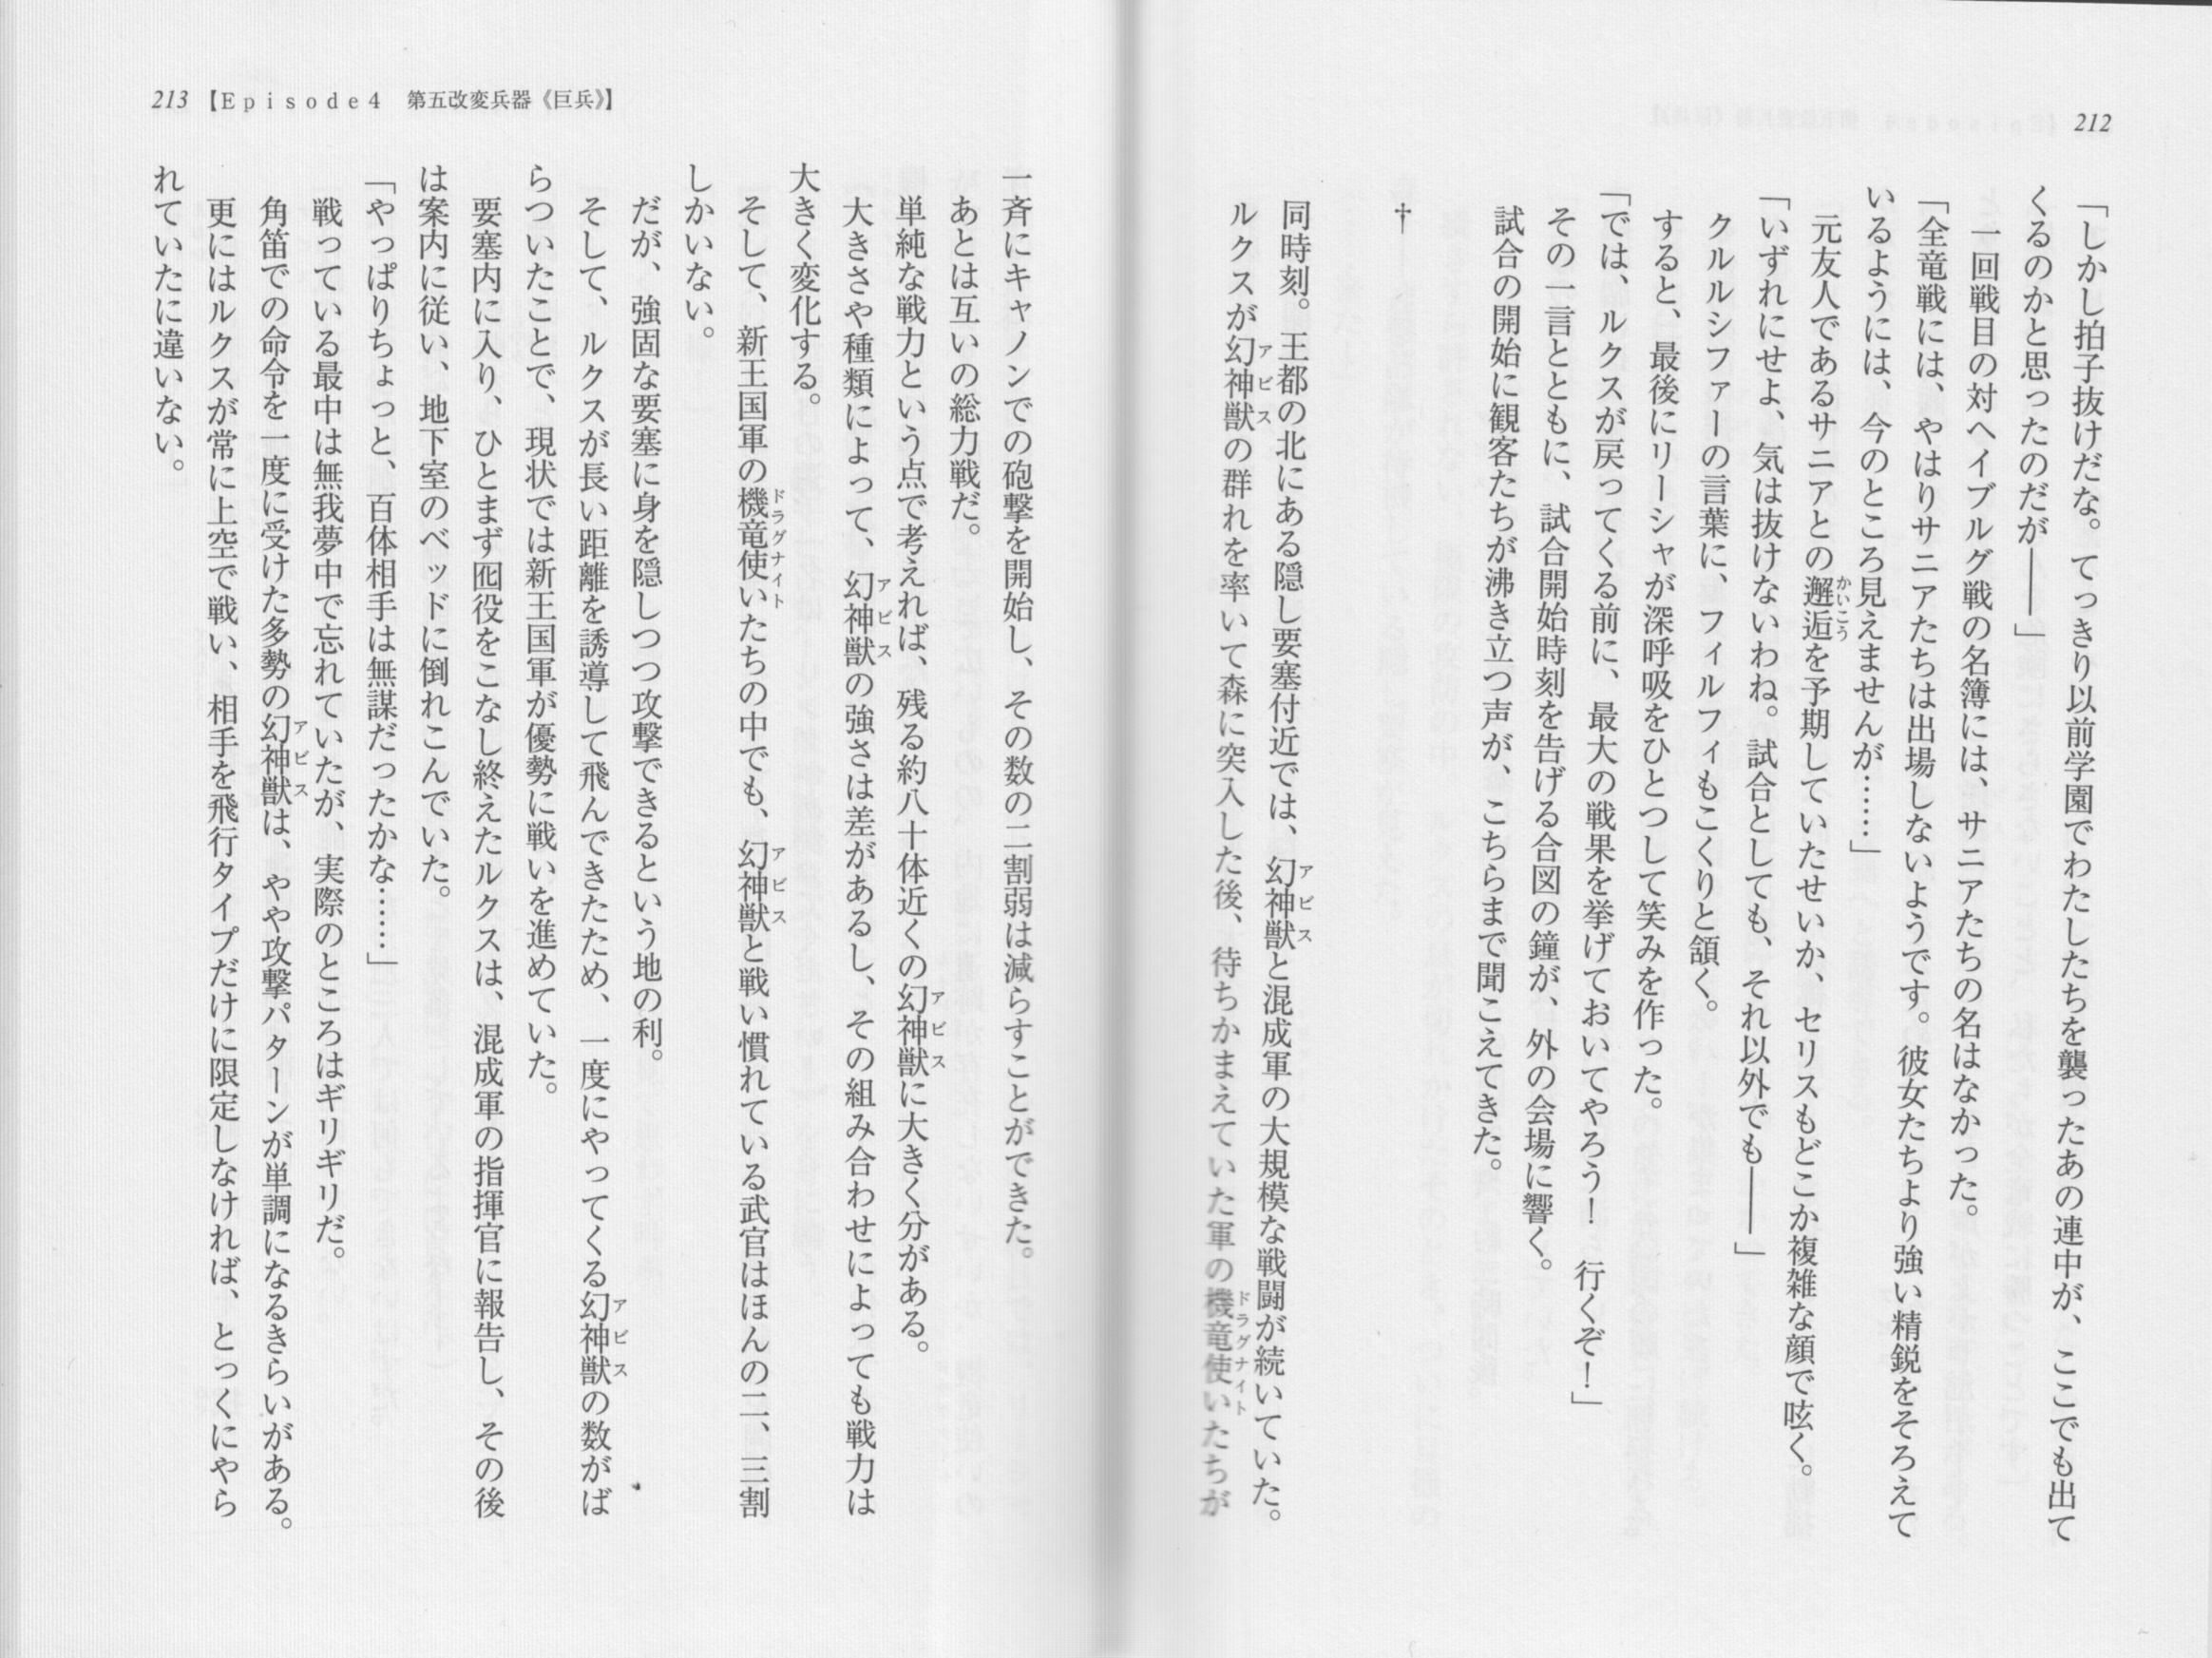 212
「しかし拍子抜けだな。てっきり以前学園でわたしたちを襲ったあの連中が、ここでも出て
くるのかと思ったのだが――」
一回戦目の対ヘイブルグ戦の名簿には、サニアたちの名はなかった。
「全竜戦には、やはりサニアたちは出場しないようです。彼女たちより強い精鋭をそろえて
いるようには、今のところ見えませんが……」
元友人であるサニアとの邂逅を予期していたせいか、セリスもどこか複雑な顔で呟く。
「いずれにせよ、気は抜けないわね。試合としても、それ以外でも――」
クルルシファーの言葉に、フィルフィもこくりと頷く。
すると、最後にリーシャが深呼吸をひとつして笑みを作った。
「では、ルクスが戻ってくる前に、最大の戦果を挙げておいてやろう！　行くぞ！」
その一言とともに、試合開始時刻を告げる合図の鐘が、外の会場に響く。
試合の開始に観客たちが沸き立つ声が、こちらまで聞こえてきた。
†
同時刻。王都の北にある隠し要塞付近では、幻神獣と混成軍の大規模な戦闘が続いていた。
ルクスが幻神獣の群れを率いて森に突入した後、待ちかまえていた軍の機竜使いたちが
213【Episode4　第五改変兵器《巨兵》】
一斉にキャノンでの砲撃を開始し、その数の二割弱は減らすことができた。
あとは互いの総力戦だ。
単純な戦力という点で考えれば、残る約八十体近くの幻神獣に大きく分がある。
大きさや種類によって、幻神獣の強さは差があるし、その組み合わせによっても戦力は
大きく変化する。
そして、新王国軍の機竜使いたちの中でも、幻神獣と戦い慣れている武官はほんの二、三割
しかいない。
だが、強固な要塞に身を隠しつつ攻撃できるという地の利。
そして、ルクスが長い距離を誘導して飛んできたため、一度にやってくる幻神獣の数がば
らついたことで、現状では新王国軍が優勢に戦いを進めていた。
要塞内に入り、ひとまず囮役をこなし終えたルクスは、混成軍の指揮官に報告し、その後
は案内に従い、地下室のベッドに倒れこんでいた。
「やっぱりちょっと、百体相手は無謀だったかな……」
戦っている最中は無我夢中で忘れていたが、実際のところはギリギリだ。
角笛での命令を一度に受けた多勢の幻神獣は、やや攻撃パターンが単調になるきらいがある。
更にはルクスが常に上空で戦い、相手を飛行タイプだけに限定しなければ、とっくにやら
れていたに違いない。